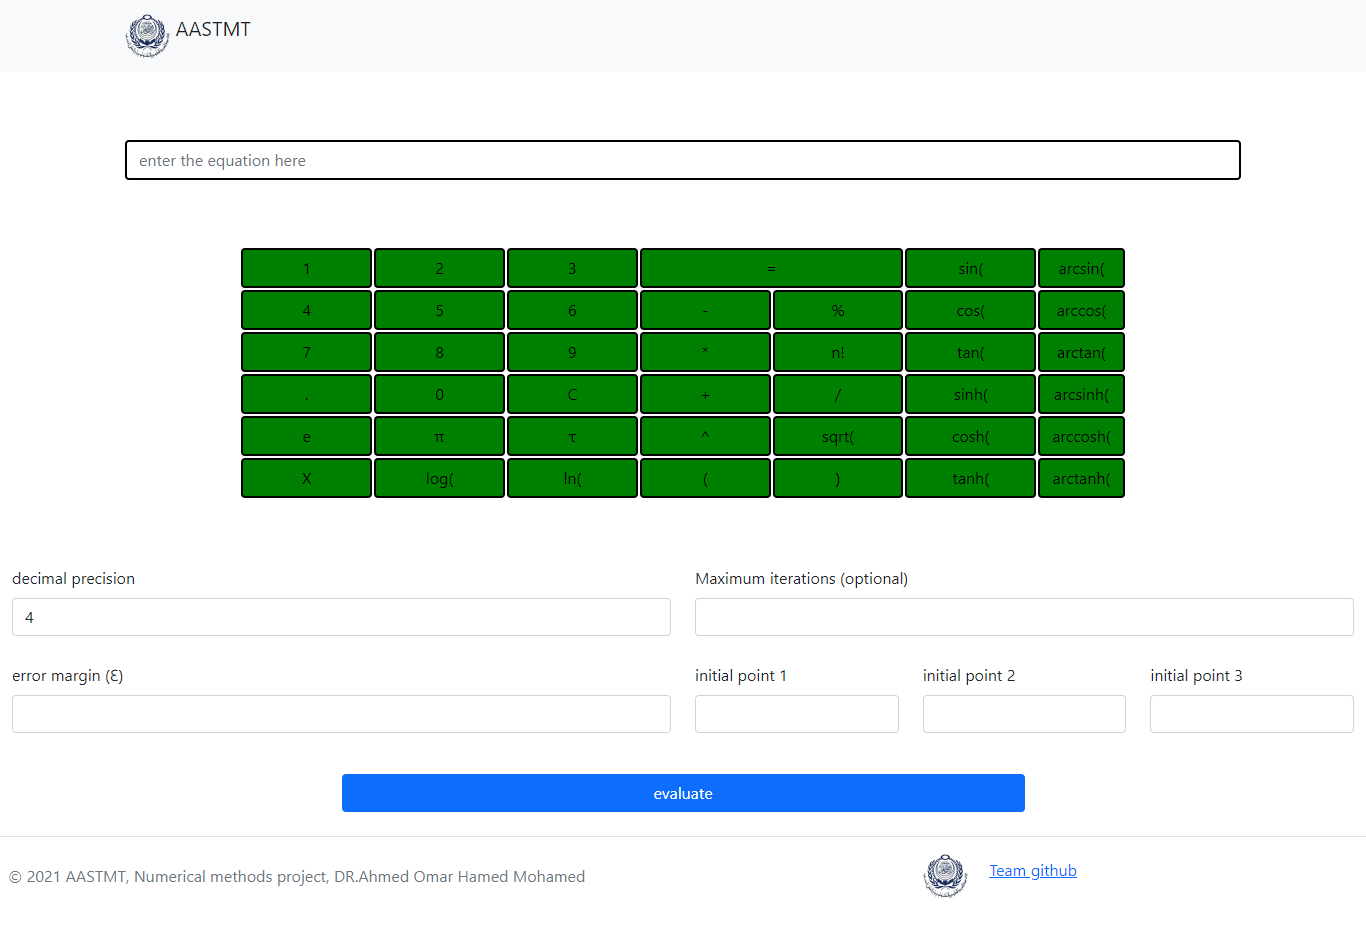 AASTMT
enter the equation here
1 2 3 = sin( arcsin(
4 5 6 - % cos( arccos(
7 8 9 * n! tan( arctan(
. 0 C + / sinh( arcsinh(
e π τ ^ sqrt( cosh( arccosh(
X log( ln( ( ) tanh( arctanh(
decimal precision Maximum iterations (optional)
4
error margin (Ɛ) initial point 1 initial point 2 initial point 3
evaluate
© 2021 AASTMT, Numerical methods project, DR.Ahmed Omar Hamed Mohamed
Team github